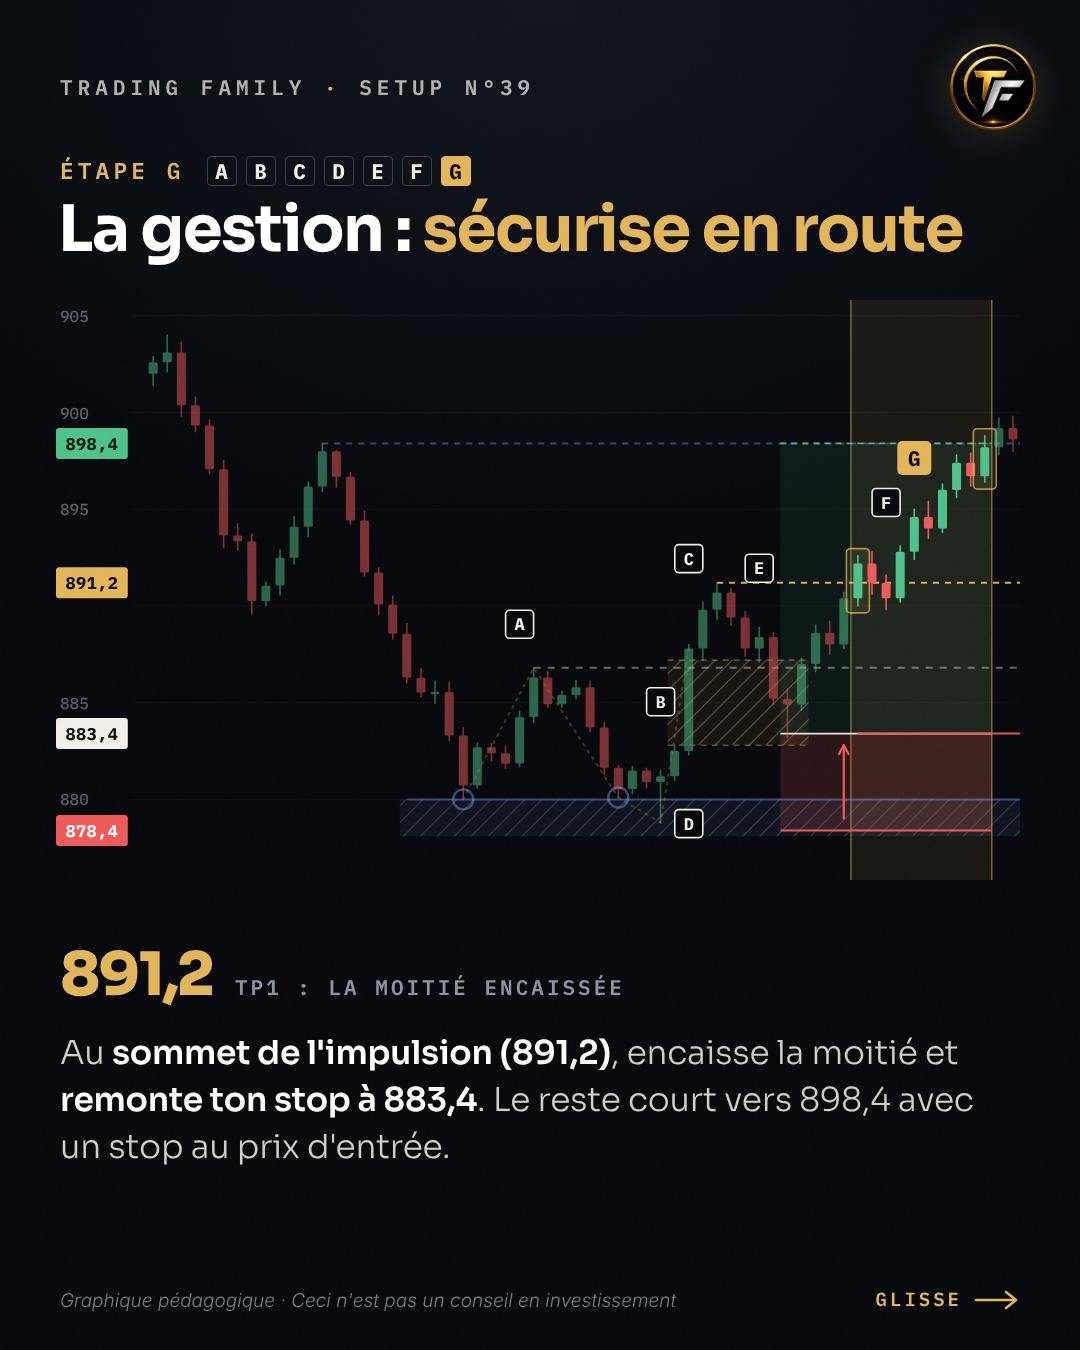 TRADING FAMILY · SETUP N°39
TF
ÉTAPE G A B C D E F G
La gestion : sécurise en route
905
900
898,4
895
891,2
885
883,4
880
878,4
A
B
C
D
E
F
G
891,2 TP1 : LA MOITIÉ ENCAISSÉE
Au sommet de l'impulsion (891,2), encaisse la moitié et
remonte ton stop à 883,4. Le reste court vers 898,4 avec
un stop au prix d'entrée.
Graphique pédagogique · Ceci n'est pas un conseil en investissement
GLISSE →